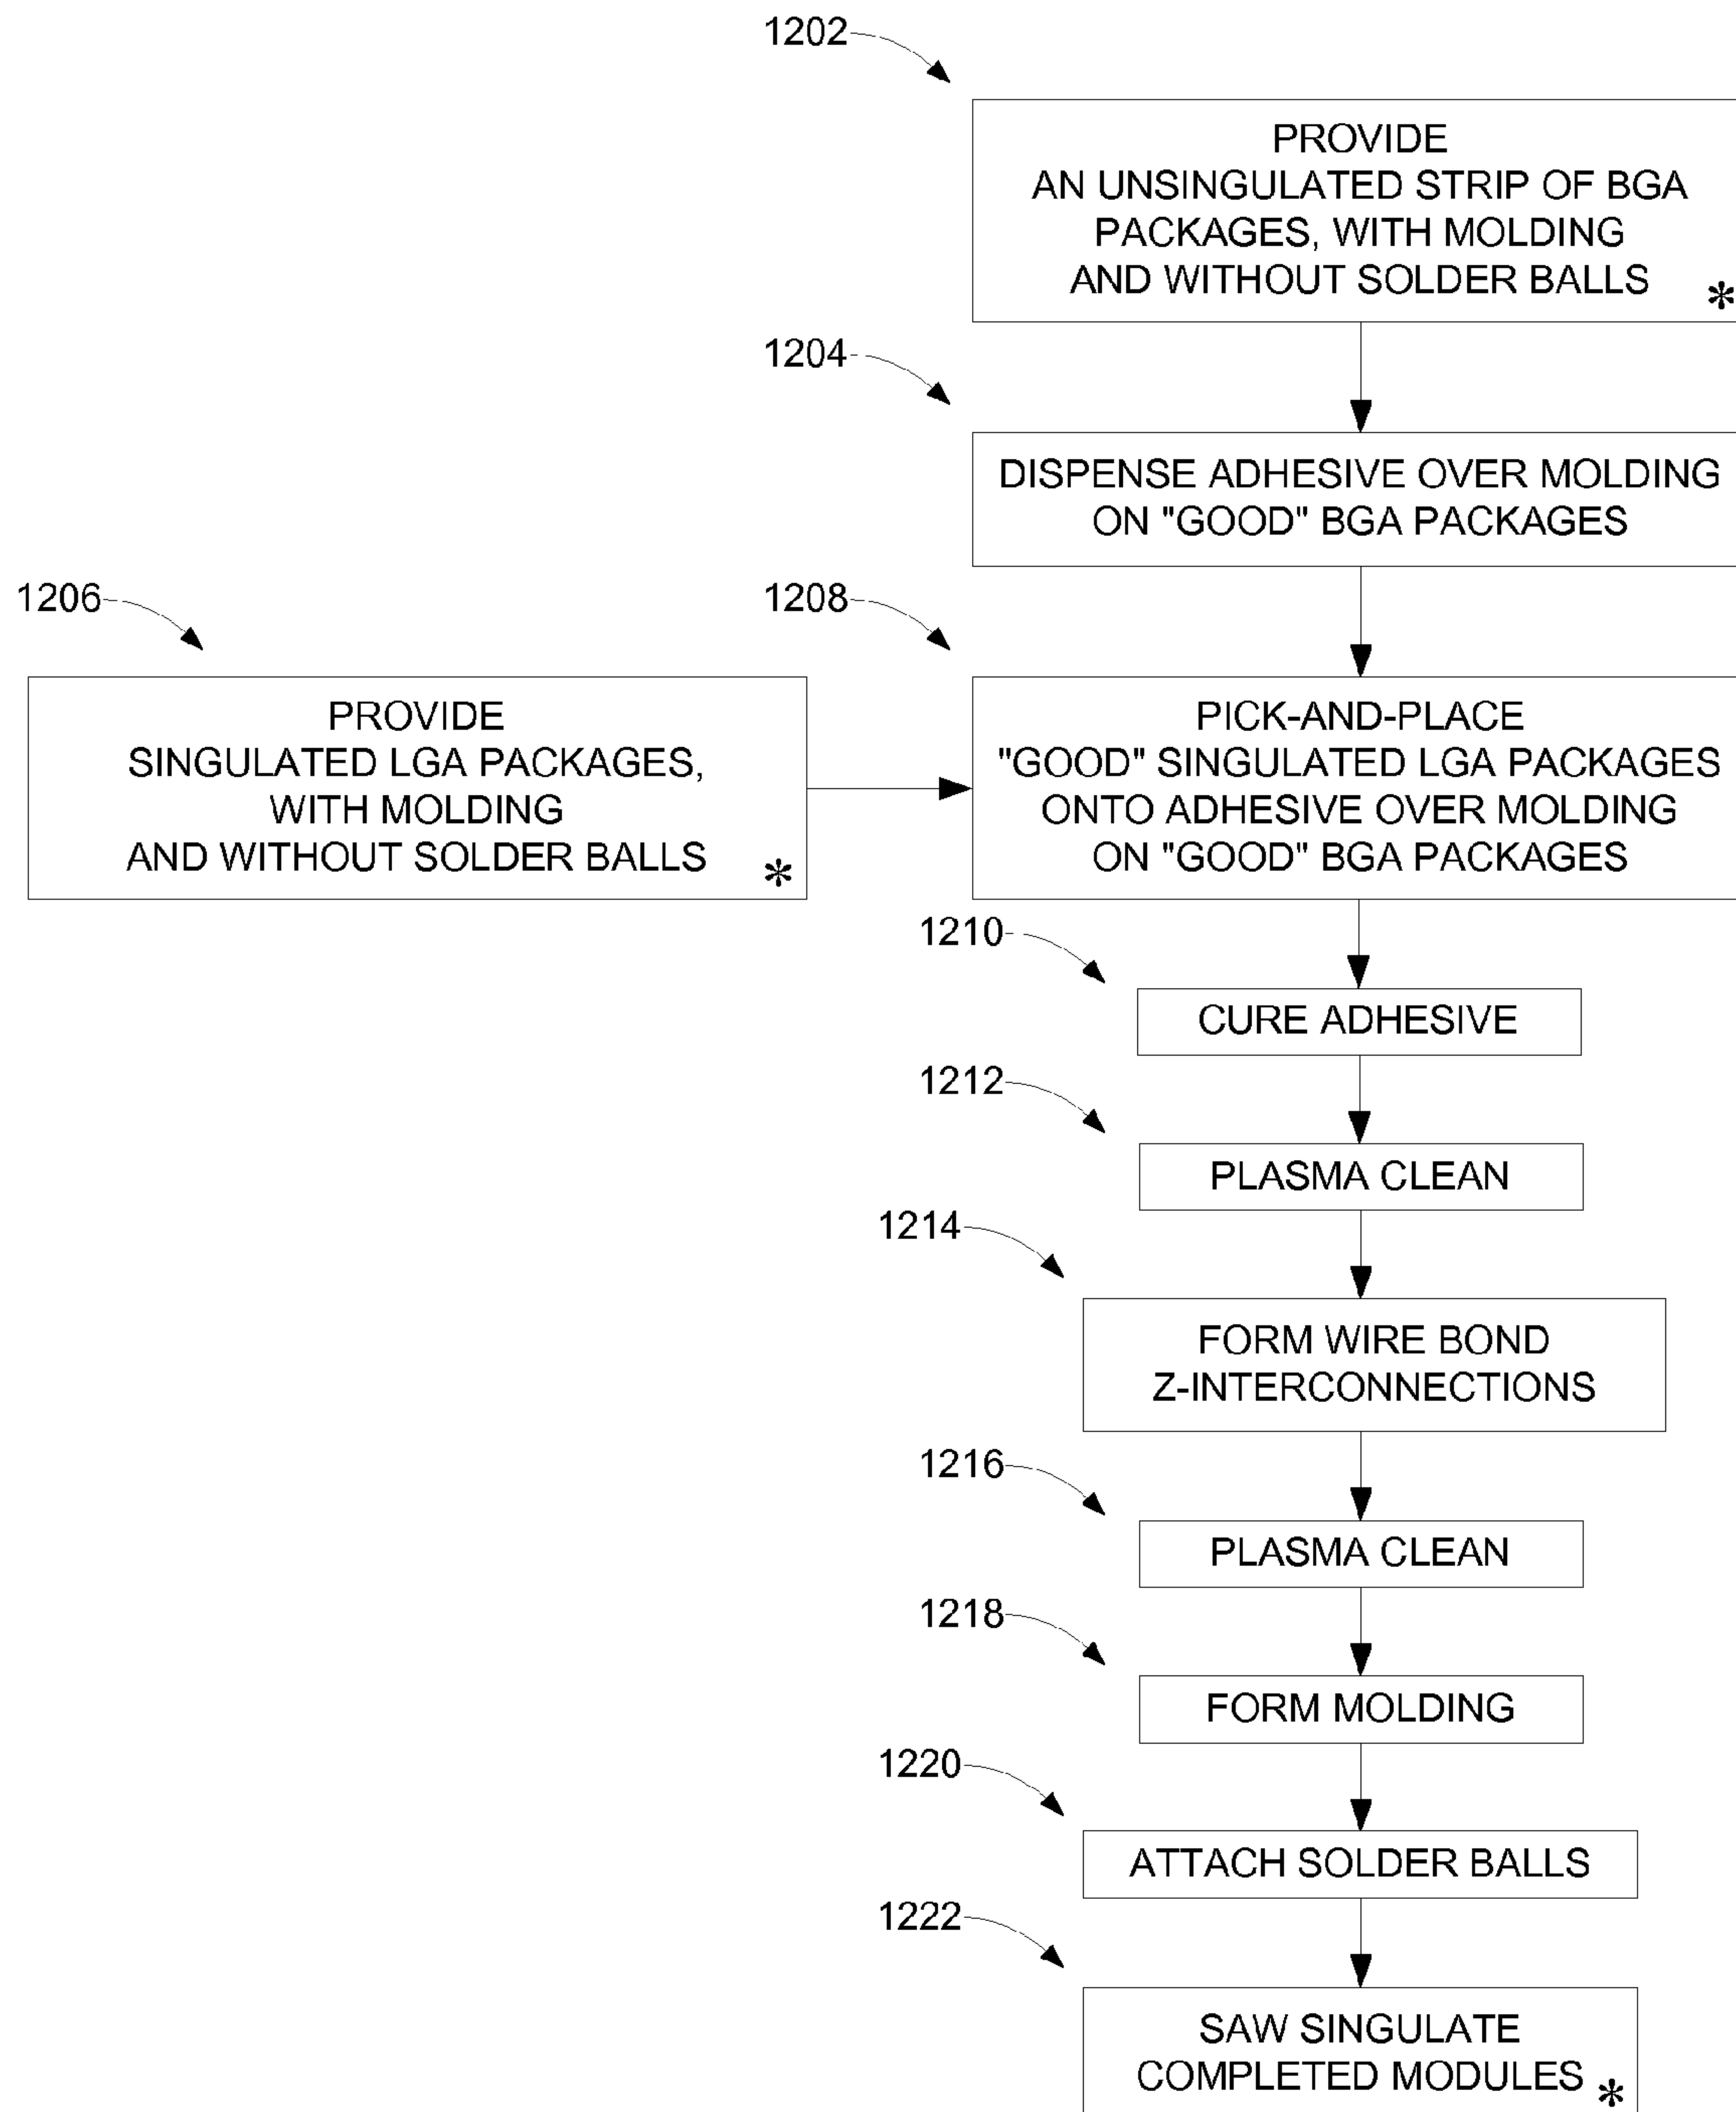 1202
PROVIDE
AN UNSINGULATED STRIP OF BGA
PACKAGES, WITH MOLDING
AND WITHOUT SOLDER BALLS *
1204
DISPENSE ADHESIVE OVER MOLDING
ON "GOOD" BGA PACKAGES
1206
PROVIDE
SINGULATED LGA PACKAGES,
WITH MOLDING
AND WITHOUT SOLDER BALLS *
1208
PICK-AND-PLACE
"GOOD" SINGULATED LGA PACKAGES
ONTO ADHESIVE OVER MOLDING
ON "GOOD" BGA PACKAGES
1210
CURE ADHESIVE
1212
PLASMA CLEAN
1214
FORM WIRE BOND
Z-INTERCONNECTIONS
1216
PLASMA CLEAN
1218
FORM MOLDING
1220
ATTACH SOLDER BALLS
1222
SAW SINGULATE
COMPLETED MODULES *